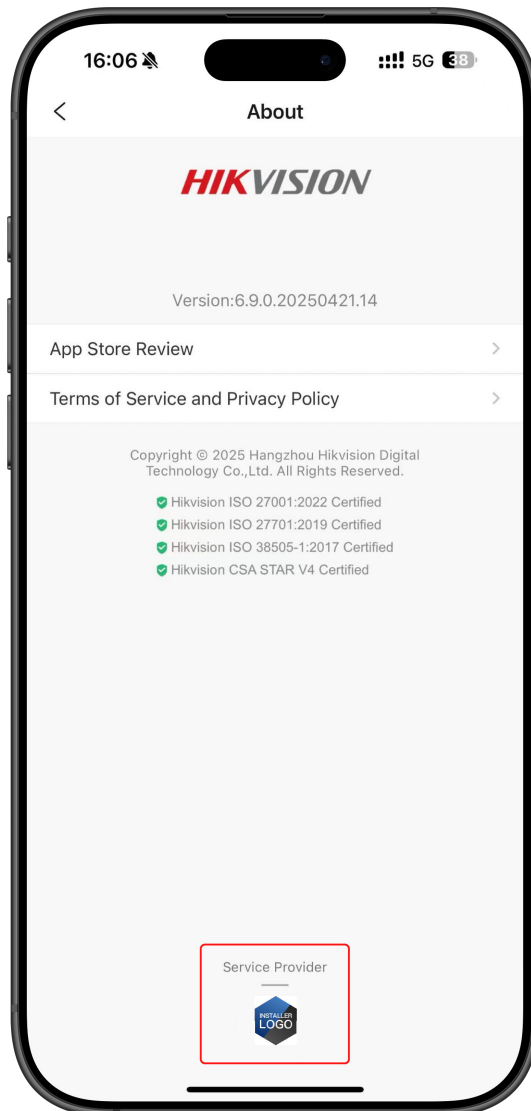 16:06 5G 38
About
HIKVISION
Version:6.9.0.20250421.14
App Store Review
Terms of Service and Privacy Policy
Copyright © 2025 Hangzhou Hikvision Digital
Technology Co.,Ltd. All Rights Reserved.
Hikvision ISO 27001:2022 Certified
Hikvision ISO 27701:2019 Certified
Hikvision ISO 38505-1:2017 Certified
Hikvision CSA STAR V4 Certified
Service Provider
INSTALLER
LOGO